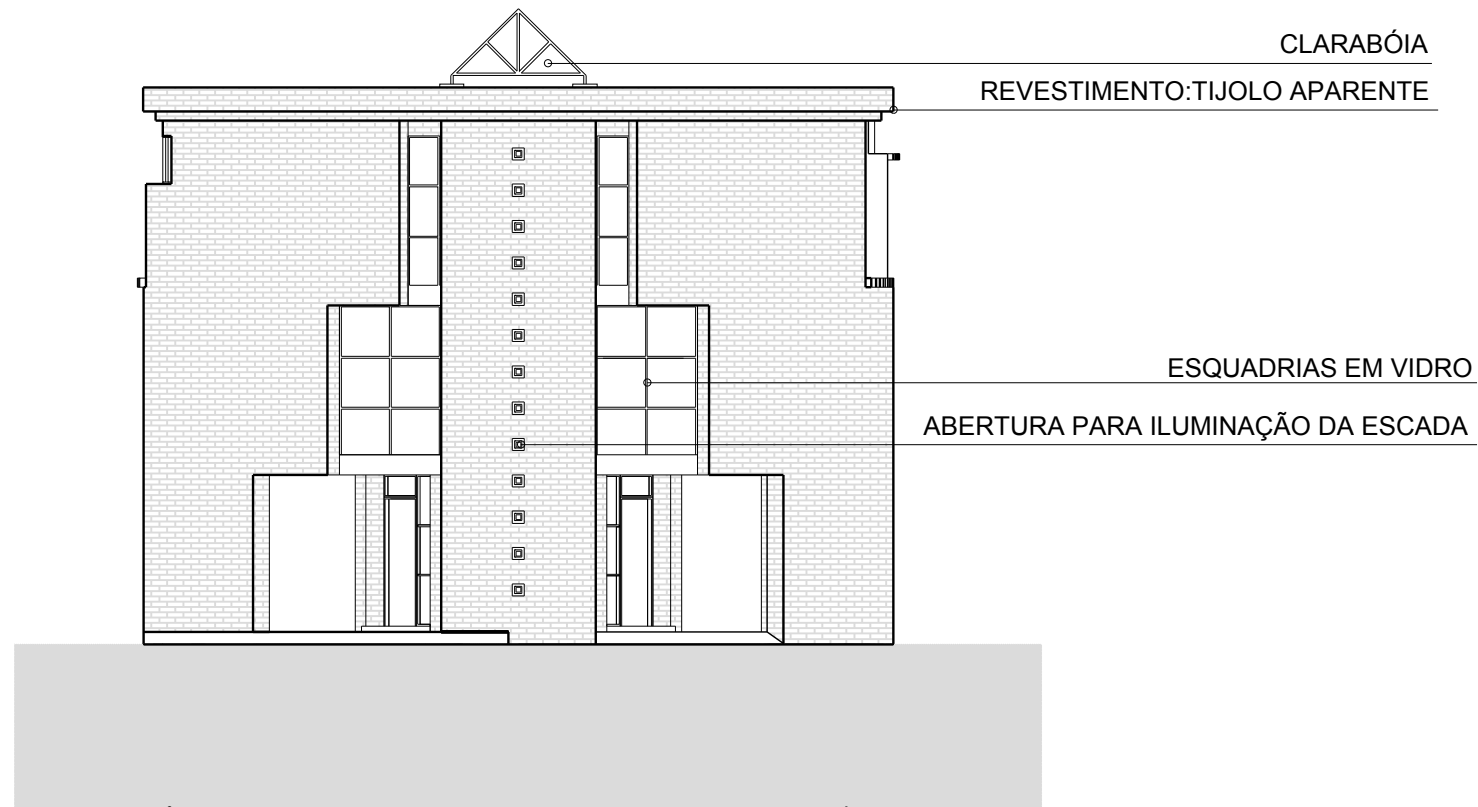 CLARABÓIA
REVESTIMENTO:TIJOLO APARENTE
ESQUADRIAS EM VIDRO
ABERTURA PARA ILUMINAÇÃO DA ESCADA